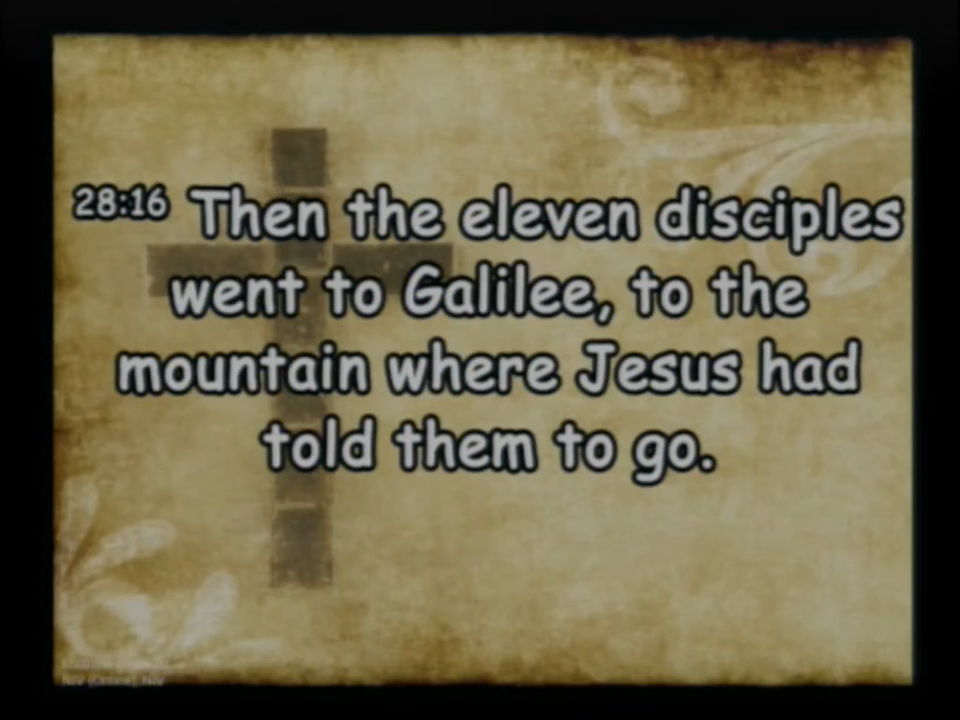 28:16 Then the eleven disciples
went to Galilee, to the
mountain where Jesus had
told them to go.